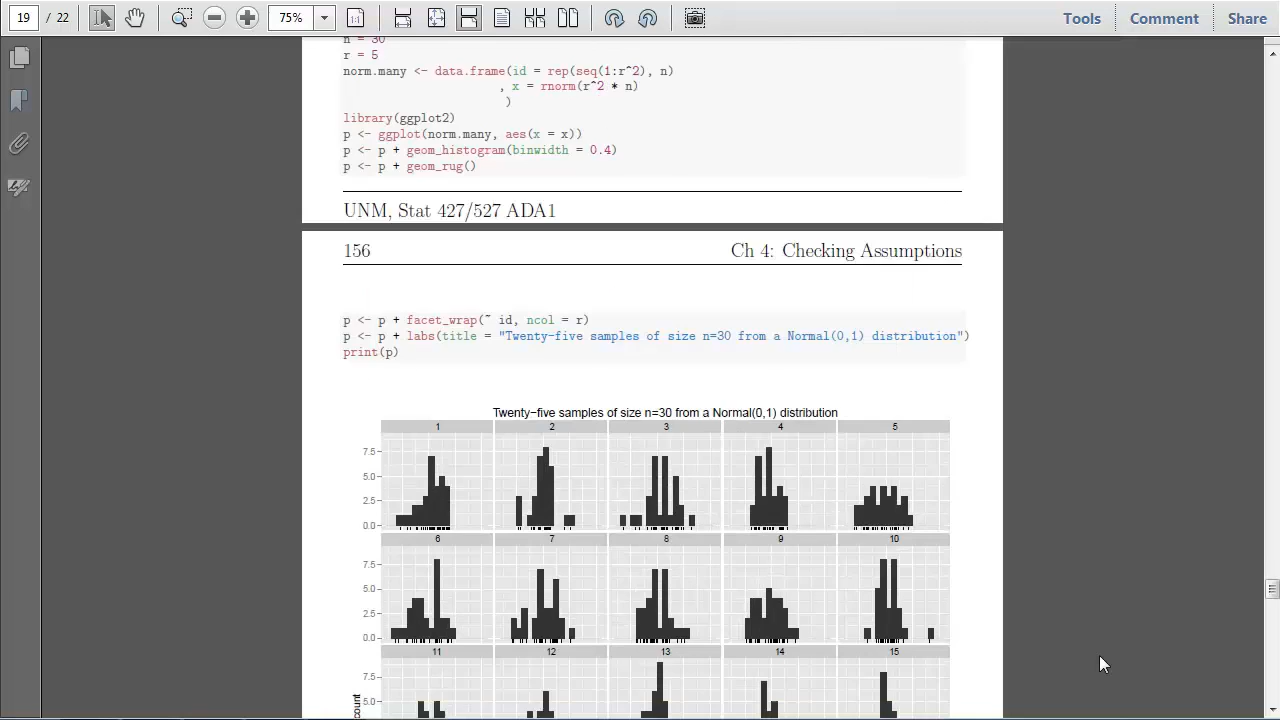 19 / 22
75%
Tools
Comment
Share
n = 30
r = 5
norm.many <- data.frame(id = rep(seq(1:r^2), n)
, x = rnorm(r^2 * n)
)
library(ggplot2)
p <- ggplot(norm.many, aes(x = x))
p <- p + geom_histogram(binwidth = 0.4)
p <- p + geom_rug()
UNM, Stat 427/527 ADA1
156
Ch 4: Checking Assumptions
p <- p + facet_wrap(~ id, ncol = r)
p <- p + labs(title = "Twenty-five samples of size n=30 from a Normal(0,1) distribution")
print(p)
Twenty−five samples of size n=30 from a Normal(0,1) distribution
1 2 3 4 5
7.5
5.0
2.5
0.0
6 7 8 9 10
7.5
5.0
2.5
0.0
11 12 13 14 15
7.5
5.0
count